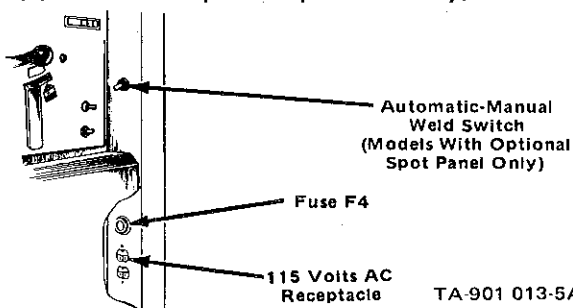 Automatic-Manual
Weld Switch
(Models With Optional
Spot Panel Only)
Fuse F4
115 Volts AC
Receptacle
TA-901 013-5A